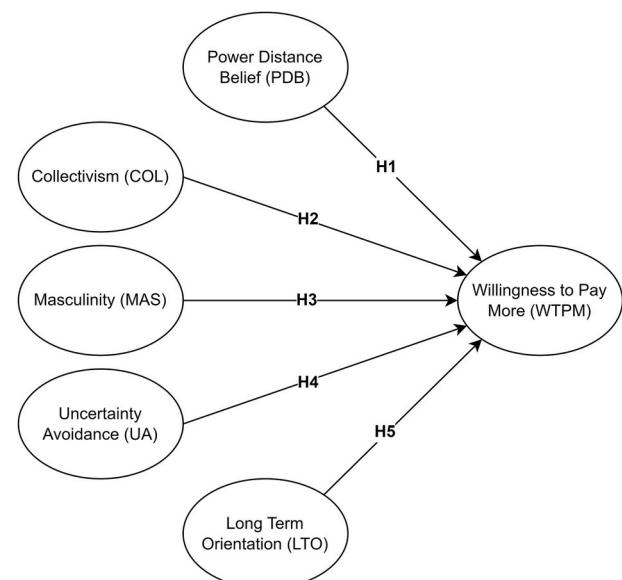 Power Distance
Belief (PDB)
H1
Collectivism (COL)
H2
Masculinity (MAS)
H3
Willingness to Pay
More (WTPM)
H4
Uncertainty
Avoidance (UA)
H5
Long Term
Orientation (LTO)